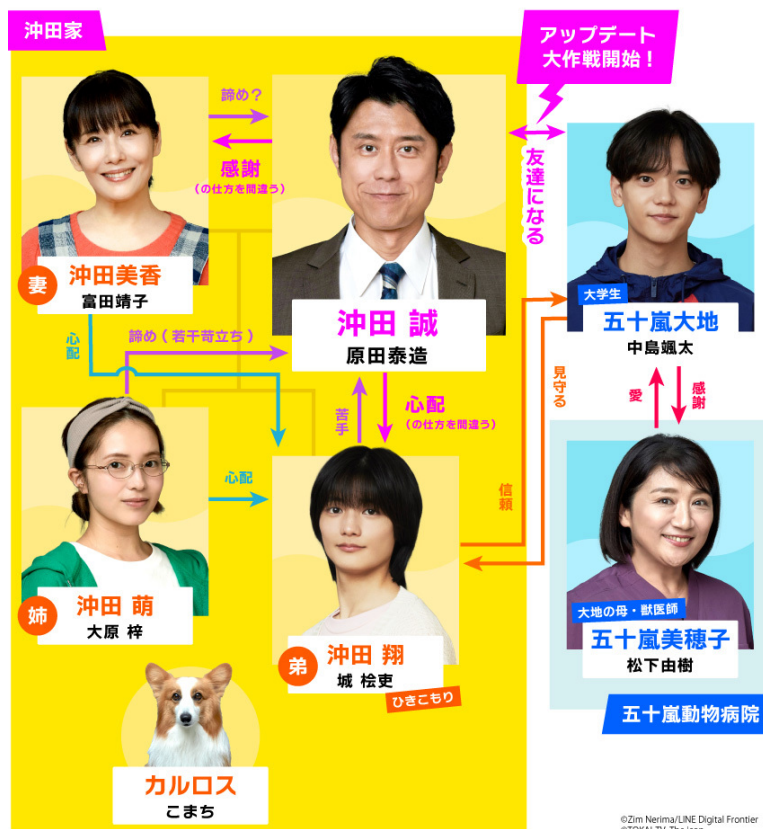 沖田家
アップデート
大作戦開始！
諦め？
感謝
（の仕方を間違う）
友達になる
妻
沖田美香
富田靖子
沖田 誠
原田泰造
大学生
五十嵐大地
中島颯太
心配
諦め（若干苛立ち）
苦手
心配
（の仕方を間違う）
見守る
愛
感謝
心配
信頼
姉
沖田 萌
大原 梓
弟
沖田 翔
城 桧吏
ひきこもり
大地の母・獣医師
五十嵐美穂子
松下由樹
五十嵐動物病院
カルロス
こまち
©Zim Nerima/LINE Digital Frontier
©TOKAI TV, The icon